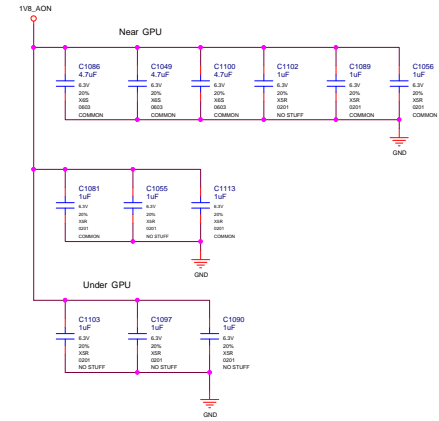 1V8_AON
Near GPU
C1086
4.7uF
6.3V
20%
X6S
0603
COMMON
C1049
4.7uF
6.3V
20%
X6S
0603
COMMON
C1100
4.7uF
6.3V
20%
X6S
0603
COMMON
C1102
1uF
6.3V
20%
X5R
0201
NO STUFF
C1089
1uF
6.3V
20%
X5R
0201
COMMON
C1056
1uF
6.3V
20%
X5R
0201
COMMON
GND
C1081
1uF
6.3V
20%
X5R
0201
COMMON
C1055
1uF
6.3V
20%
X5R
0201
NO STUFF
C1113
1uF
6.3V
20%
X5R
0201
COMMON
GND
Under GPU
C1103
1uF
6.3V
20%
X5R
0201
NO STUFF
C1097
1uF
6.3V
20%
X5R
0201
NO STUFF
C1090
1uF
6.3V
20%
X5R
0201
NO STUFF
GND